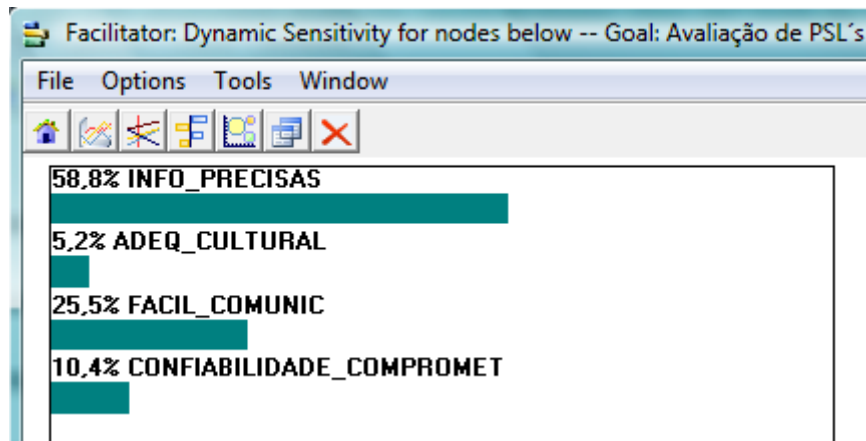 Facilitator: Dynamic Sensitivity for nodes below -- Goal: Avaliação de PSL´s
File Options Tools Window
58,8% INFO_PRECISAS
5,2% ADEQ_CULTURAL
25,5% FACIL_COMUNIC
10,4% CONFIABILIDADE_COMPROMET